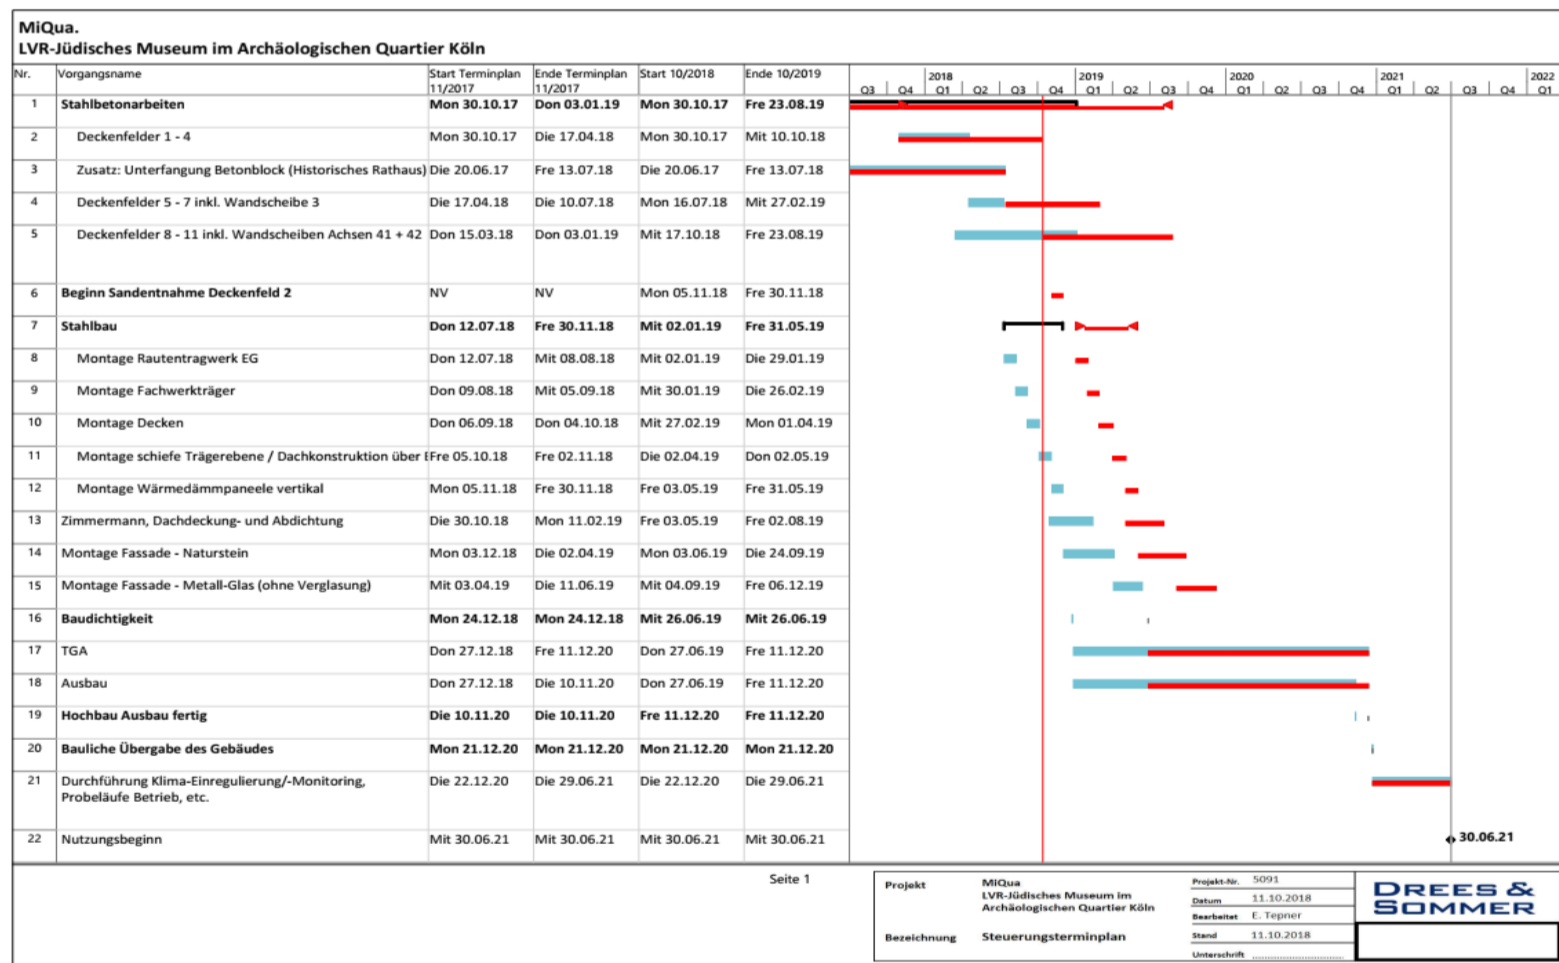 MiQua.
LVR-Jüdisches Museum im Archäologischen Quartier Köln
Nr. Vorgangsname Start Terminplan 11/2017 Ende Terminplan 11/2017 Start 10/2018 Ende 10/2019
2018 2019 2020 2021 2022
Q3 Q4 Q1 Q2 Q3 Q4 Q1 Q2 Q3 Q4 Q1 Q2 Q3 Q4 Q1 Q2 Q3 Q4 Q1
1 Stahlbetonarbeiten Mon 30.10.17 Don 03.01.19 Mon 30.10.17 Fre 23.08.19
2 Deckenfelder 1 - 4 Mon 30.10.17 Die 17.04.18 Mon 30.10.17 Mit 10.10.18
3 Zusatz: Unterfangung Betonblock (Historisches Rathaus) Die 20.06.17 Fre 13.07.18 Die 20.06.17 Fre 13.07.18
4 Deckenfelder 5 - 7 inkl. Wandscheibe 3 Die 17.04.18 Die 10.07.18 Mon 16.07.18 Mit 27.02.19
5 Deckenfelder 8 - 11 inkl. Wandscheiben Achsen 41 + 42 Don 15.03.18 Don 03.01.19 Mit 17.10.18 Fre 23.08.19
6 Beginn Sandentnahme Deckenfeld 2 NV NV Mon 05.11.18 Fre 30.11.18
7 Stahlbau Don 12.07.18 Fre 30.11.18 Mit 02.01.19 Fre 31.05.19
8 Montage Rautentragwerk EG Don 12.07.18 Mit 08.08.18 Mit 02.01.19 Die 29.01.19
9 Montage Fachwerkträger Don 09.08.18 Mit 05.09.18 Mit 30.01.19 Die 26.02.19
10 Montage Decken Don 06.09.18 Don 04.10.18 Mit 27.02.19 Mon 01.04.19
11 Montage schiefe Trägerebene / Dachkonstruktion über Fre 05.10.18 Fre 02.11.18 Die 02.04.19 Don 02.05.19
12 Montage Wärmedämmpaneele vertikal Mon 05.11.18 Fre 30.11.18 Fre 03.05.19 Fre 31.05.19
13 Zimmermann, Dachdeckung- und Abdichtung Die 30.10.18 Mon 11.02.19 Fre 03.05.19 Fre 02.08.19
14 Montage Fassade - Naturstein Mon 03.12.18 Die 02.04.19 Mon 03.06.19 Die 24.09.19
15 Montage Fassade - Metall-Glas (ohne Verglasung) Mit 03.04.19 Die 11.06.19 Mit 04.09.19 Fre 06.12.19
16 Baudichtigkeit Mon 24.12.18 Mon 24.12.18 Mit 26.06.19 Mit 26.06.19
17 TGA Don 27.12.18 Fre 11.12.20 Don 27.06.19 Fre 11.12.20
18 Ausbau Don 27.12.18 Die 10.11.20 Don 27.06.19 Fre 11.12.20
19 Hochbau Ausbau fertig Die 10.11.20 Die 10.11.20 Fre 11.12.20 Fre 11.12.20
20 Bauliche Übergabe des Gebäudes Mon 21.12.20 Mon 21.12.20 Mon 21.12.20 Mon 21.12.20
21 Durchführung Klima-Einregulierung/-Monitoring, Die 22.12.20 Die 29.06.21 Die 22.12.20 Die 29.06.21
Probeläufe Betrieb, etc.
22 Nutzungsbeginn Mit 30.06.21 Mit 30.06.21 Mit 30.06.21 Mit 30.06.21 30.06.21
Seite 1
Projekt MiQua
LVR-Jüdisches Museum im
Archäologischen Quartier Köln
Bezeichnung Steuerungsterminplan
Projekt-Nr. 5091
Datum 11.10.2018
Bearbeitet E. Tepner
Stand 11.10.2018
Unterschrift
DREES &
SOMMER